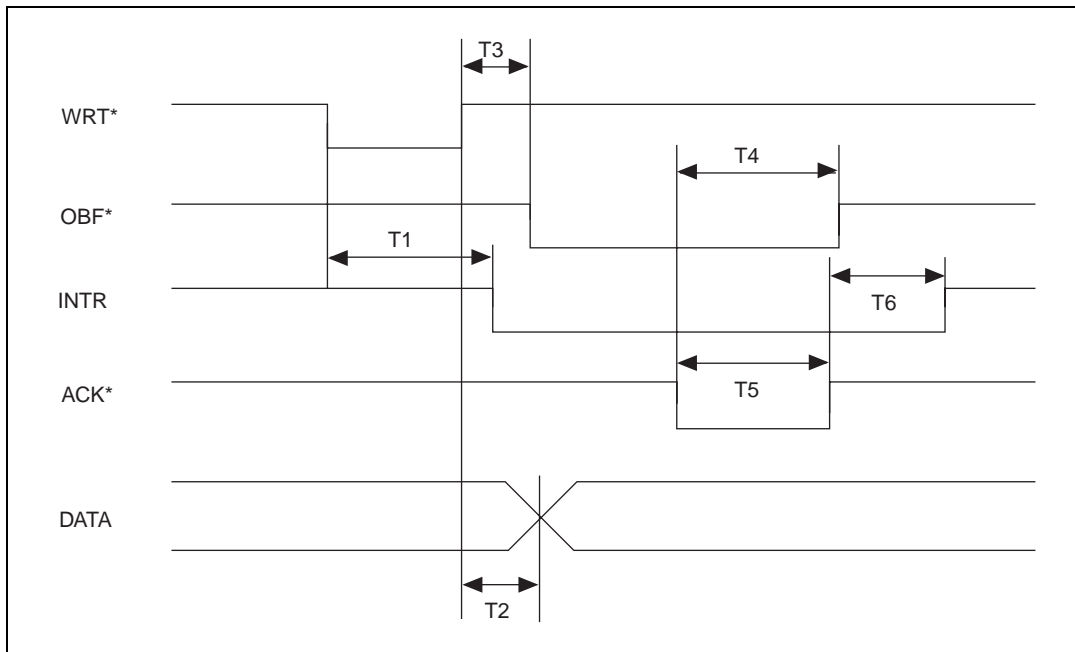 T3
WRT*
T4
OBF*
T1
INTR
T6
ACK*
T5
DATA
T2